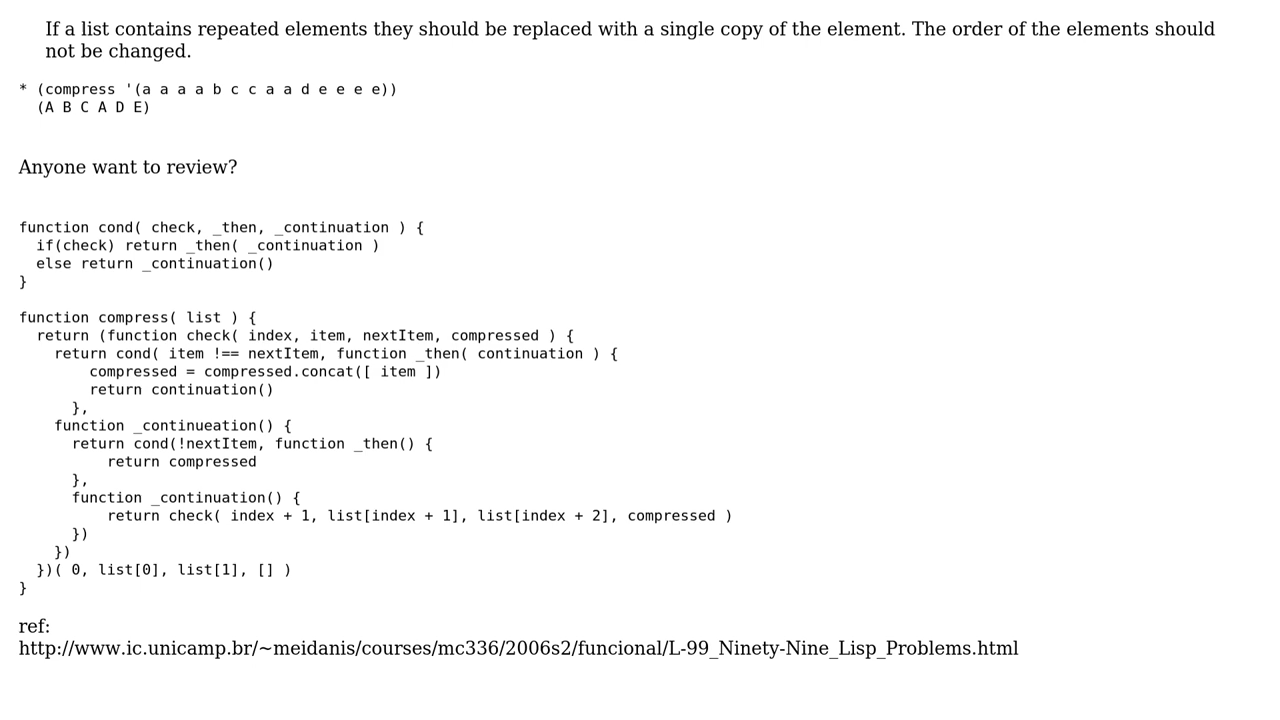 If a list contains repeated elements they should be replaced with a single copy of the element. The order of the elements should
not be changed.
* (compress '(a a a a b c c a a d e e e e))
  (A B C A D E)
Anyone want to review?
function cond( check, _then, _continuation ) {
  if(check) return _then( _continuation )
  else return _continuation()
}
function compress( list ) {
  return (function check( index, item, nextItem, compressed ) {
    return cond( item !== nextItem, function _then( continuation ) {
        compressed = compressed.concat([ item ])
        return continuation()
      },
    function _continueation() {
      return cond(!nextItem, function _then() {
          return compressed
      },
      function _continuation() {
          return check( index + 1, list[index + 1], list[index + 2], compressed )
      })
    })
  })( 0, list[0], list[1], [] )
}
ref:
http://www.ic.unicamp.br/~meidanis/courses/mc336/2006s2/funcional/L-99_Ninety-Nine_Lisp_Problems.html